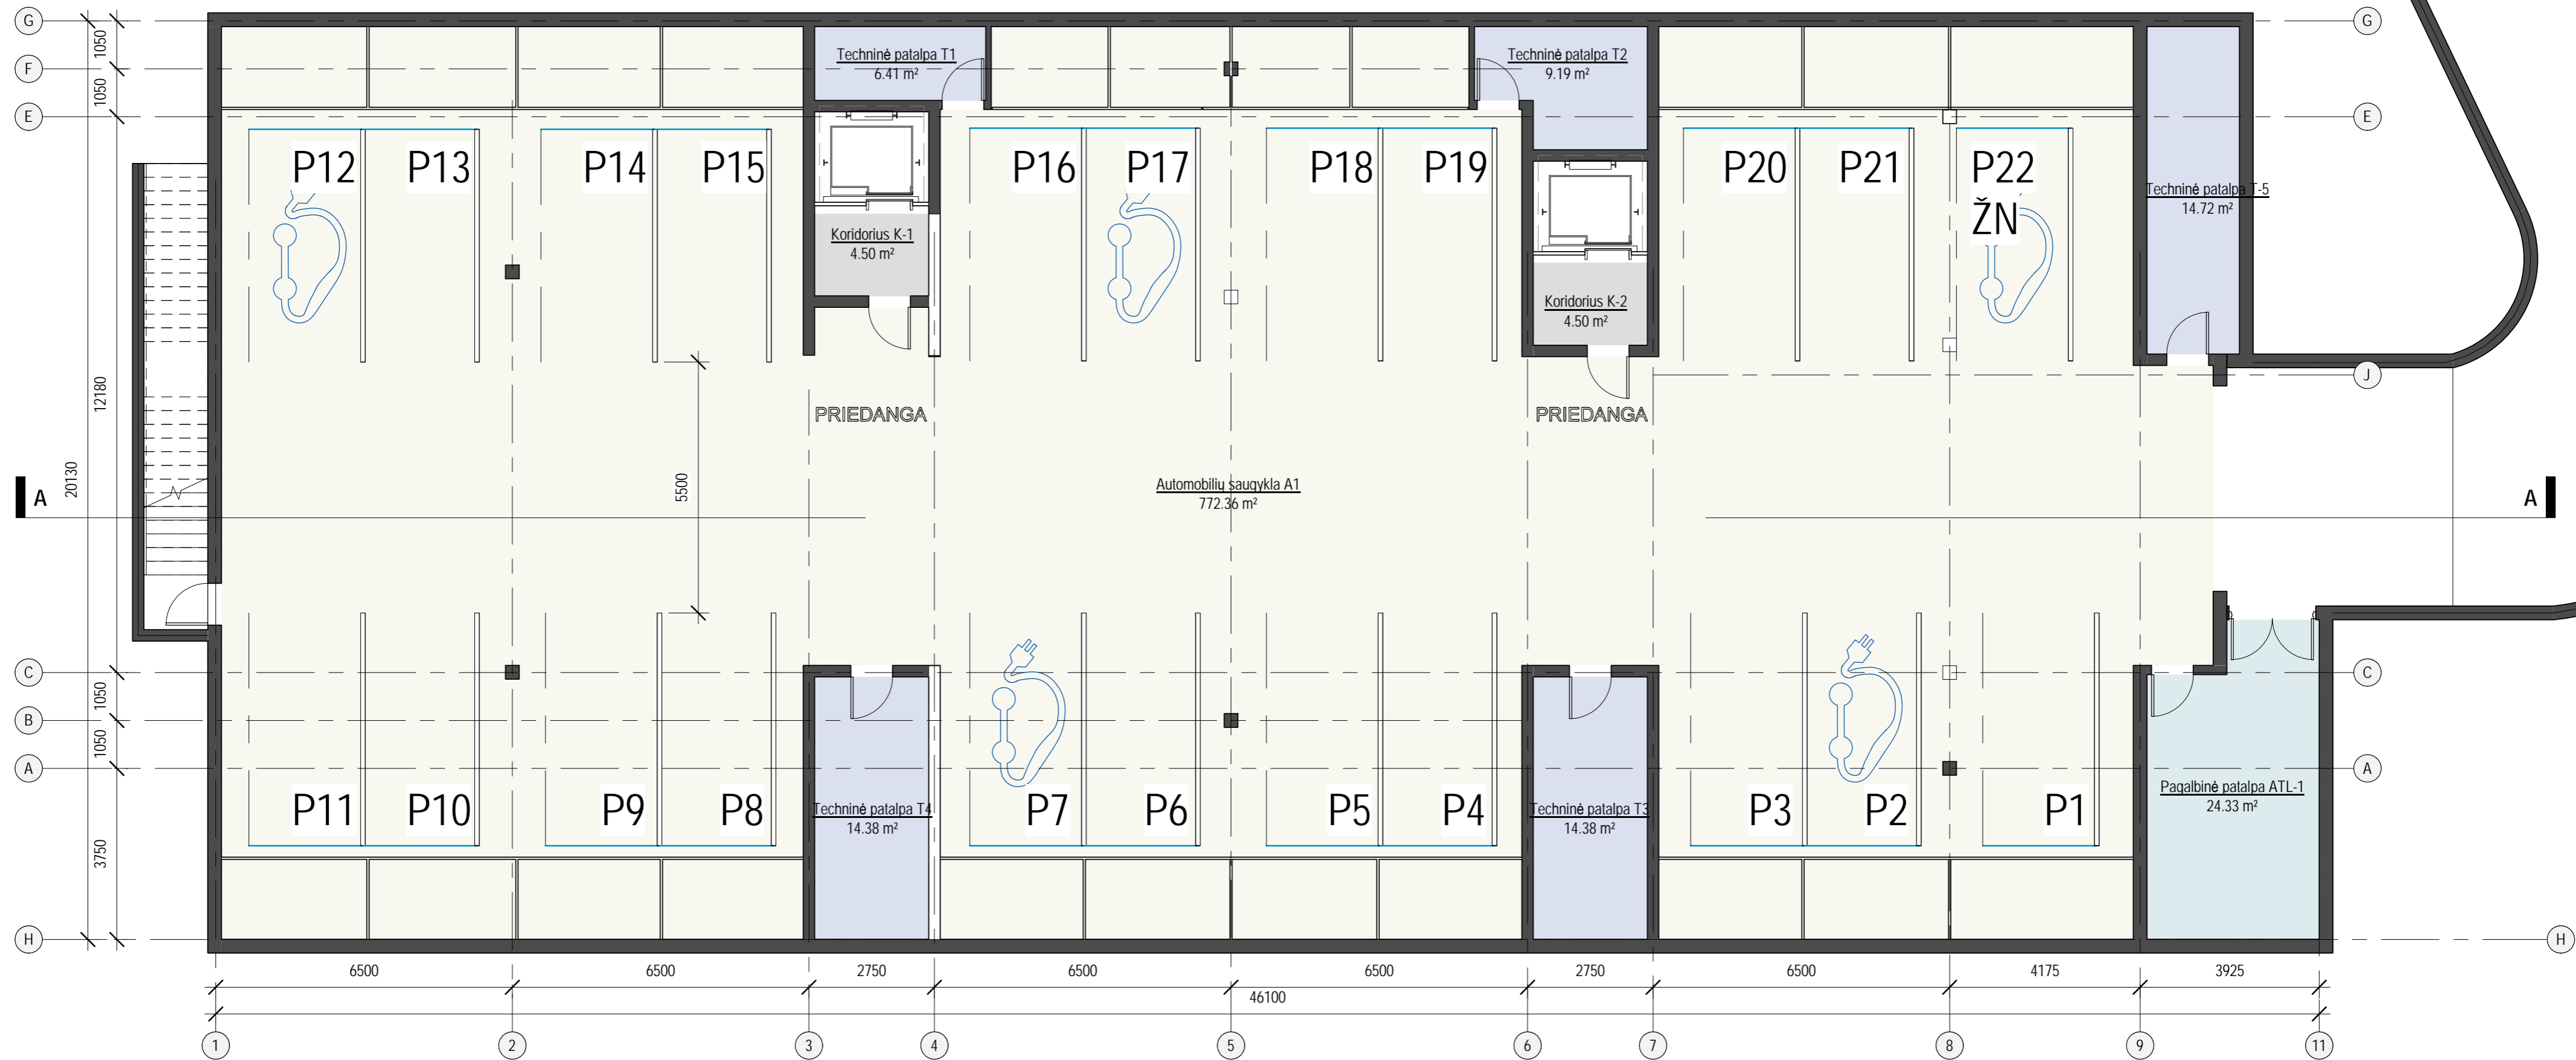 G
G
1050
F
1050
E
E
Techninė patalpa T1
6.41 m²
Techninė patalpa T2
9.19 m²
P12
P13
P14
P15
P16
P17
P18
P19
P20
P21
P22
ŽN
Techninė patalpa T-5
14.72 m²
Koridorius K-1
4.50 m²
Koridorius K-2
4.50 m²
J
12180
PRIEDANGA
PRIEDANGA
20130
5500
A
A
Automobilių saugykla A1
772.36 m²
C
C
1050
B
1050
A
A
P11
P10
P9
P8
Techninė patalpa T4
14.38 m²
P7
P6
P5
P4
Techninė patalpa T3
14.38 m²
P3
P2
P1
Pagalbinė patalpa ATL-1
24.33 m²
3750
H
H
6500
6500
2750
6500
6500
2750
6500
4175
3925
46100
1
2
3
4
5
6
7
8
9
11